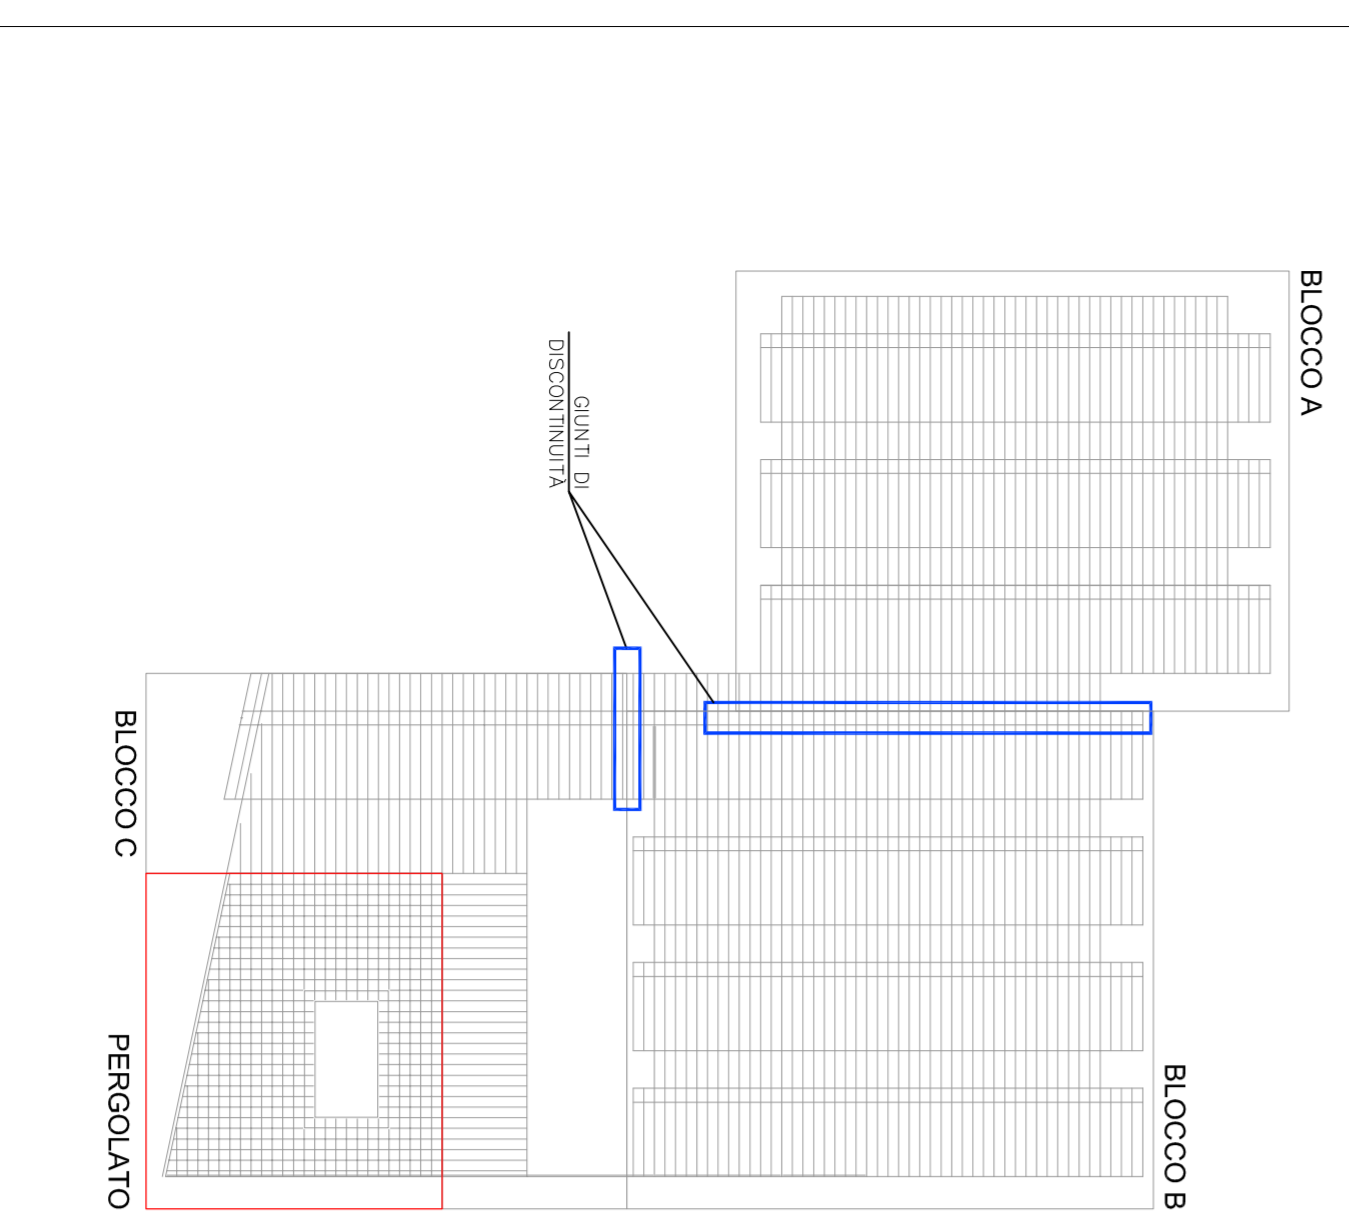 BLOCCO A
GIUNTI DI
DISCONTINUITÀ
BLOCCO C
PERGOLATO
BLOCCO B